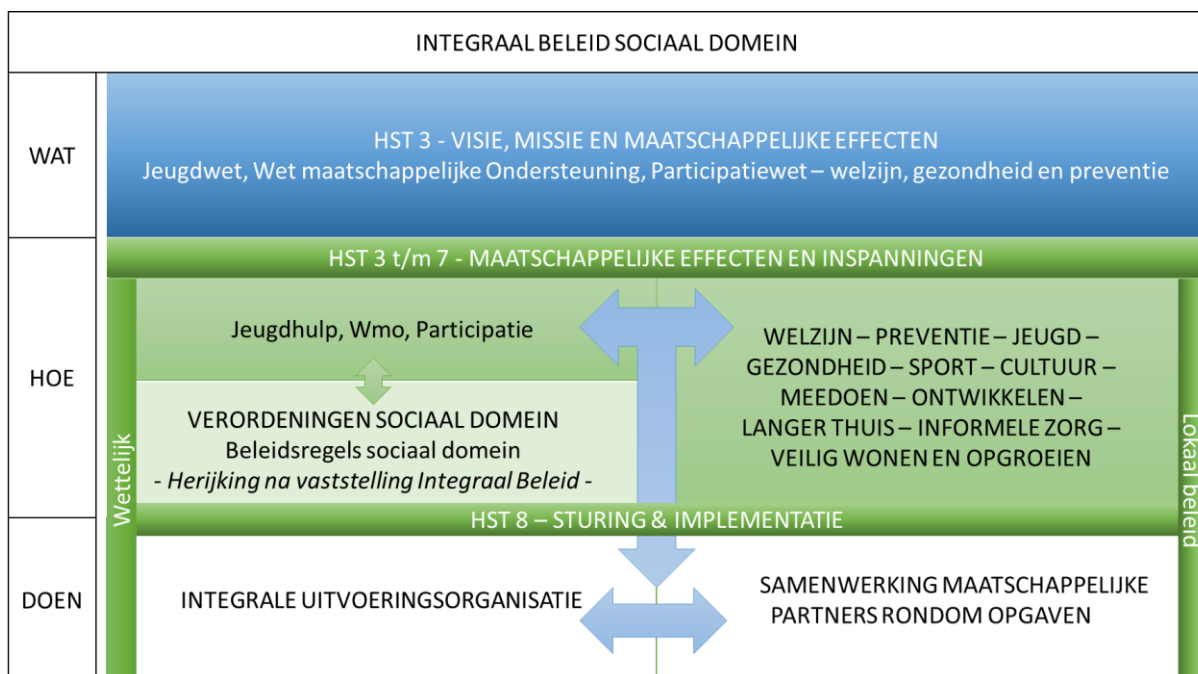 INTEGRAAL BELEID SOCIAAL DOMEIN
WAT
HST 3 - VISIE, MISSIE EN MAATSCHAPPELIJKE EFFECTEN
Jeugdwet, Wet maatschappelijke Ondersteuning, Participatiewet – welzijn, gezondheid en preventie
HOE
HST 3 t/m 7 - MAATSCHAPPELIJKE EFFECTEN EN INSPANNINGEN
Wettelijk
Jeugdhulp, Wmo, Participatie
VERORDENINGEN SOCIAAL DOMEIN
Beleidsregels sociaal domein
- Herijking na vaststelling Integraal Beleid -
WELZIJN – PREVENTIE – JEUGD –
GEZONDHEID – SPORT – CULTUUR –
MEEDOEN – ONTWIKKELEN –
LANGER THUIS – INFORMELE ZORG –
VEILIG WONEN EN OPGROEIEN
Lokaal beleid
HST 8 – STURING & IMPLEMENTATIE
DOEN
INTEGRALE UITVOERINGSORGANISATIE
SAMENWERKING MAATSCHAPPELIJKE
PARTNERS RONDOM OPGAVEN